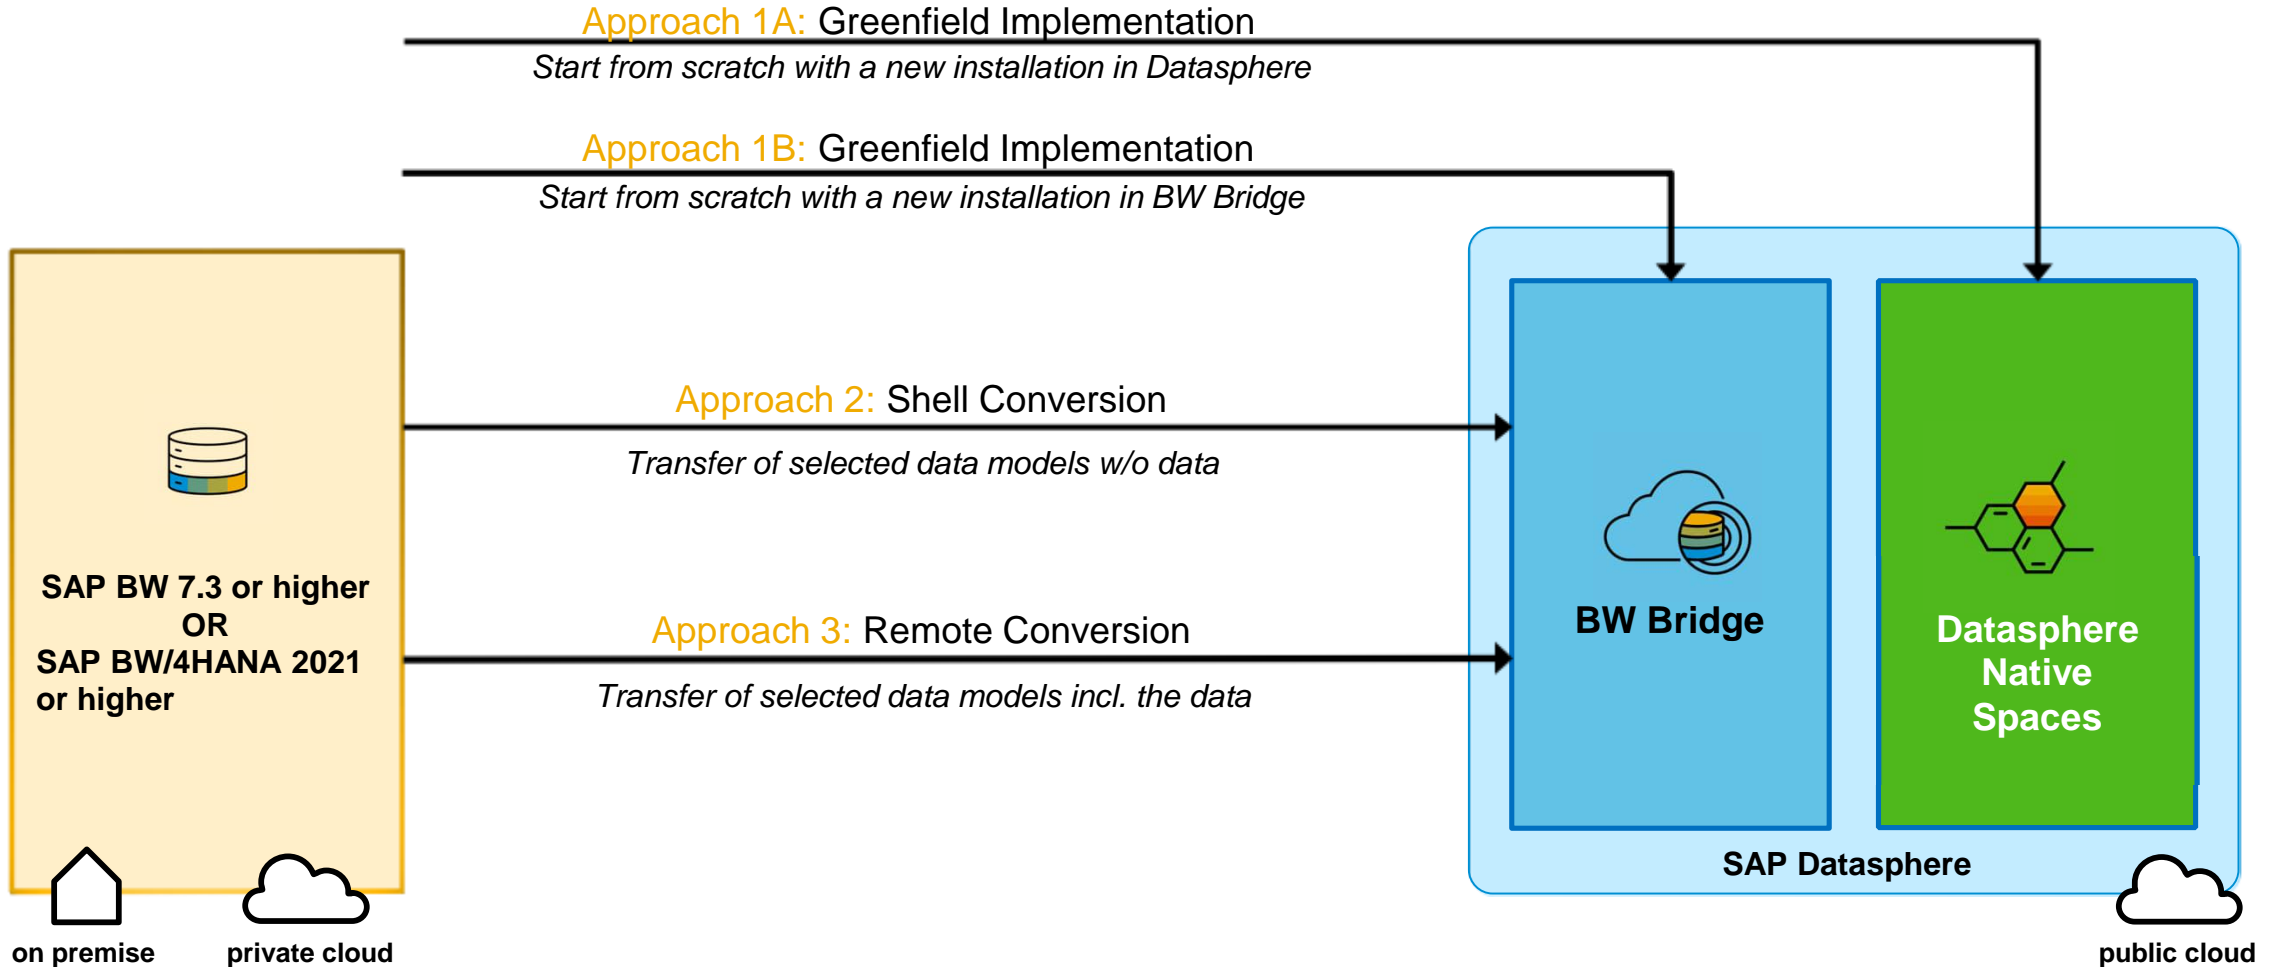 Approach 1A: Greenfield Implementation
Start from scratch with a new installation in Datasphere
Approach 1B: Greenfield Implementation
Start from scratch with a new installation in BW Bridge
Approach 2: Shell Conversion
Transfer of selected data models w/o data
SAP BW 7.3 or higher
OR
SAP BW/4HANA 2021
or higher
Approach 3: Remote Conversion
Transfer of selected data models incl. the data
BW Bridge
Datasphere
Native
Spaces
SAP Datasphere
on premise
private cloud
public cloud